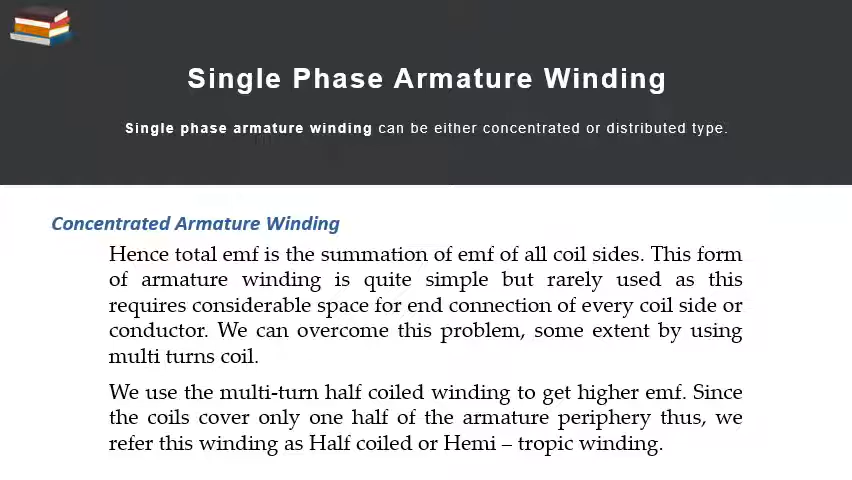 Single Phase Armature Winding
Single phase armature winding can be either concentrated or distributed type.
Concentrated Armature Winding
Hence total emf is the summation of emf of all coil sides. This form
of armature winding is quite simple but rarely used as this
requires considerable space for end connection of every coil side or
conductor. We can overcome this problem, some extent by using
multi turns coil.
We use the multi-turn half coiled winding to get higher emf. Since
the coils cover only one half of the armature periphery thus, we
refer this winding as Half coiled or Hemi – tropic winding.